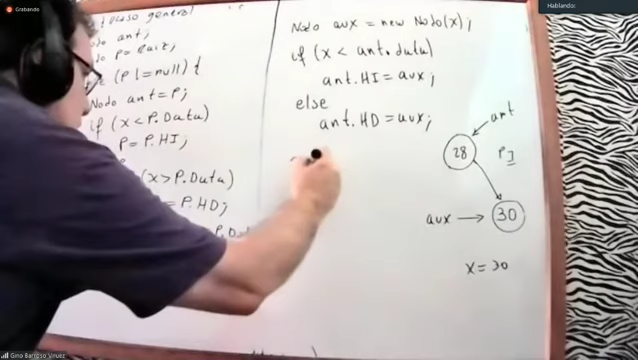 Grabando
Hablando:
caso general
Nodo ant;
Nodo P=Raiz;
(P!=null) {
Nodo ant=P;
if (x<P.Data)
P=P.HI;
(x>P.Data)
P.HD;
Nodo aux = new Nodo(x);
if (x < ant.data)
ant.HI=aux;
else
ant.HD=aux;
ant
28
P
aux → 30
x=30
Gino Barroso Viruez